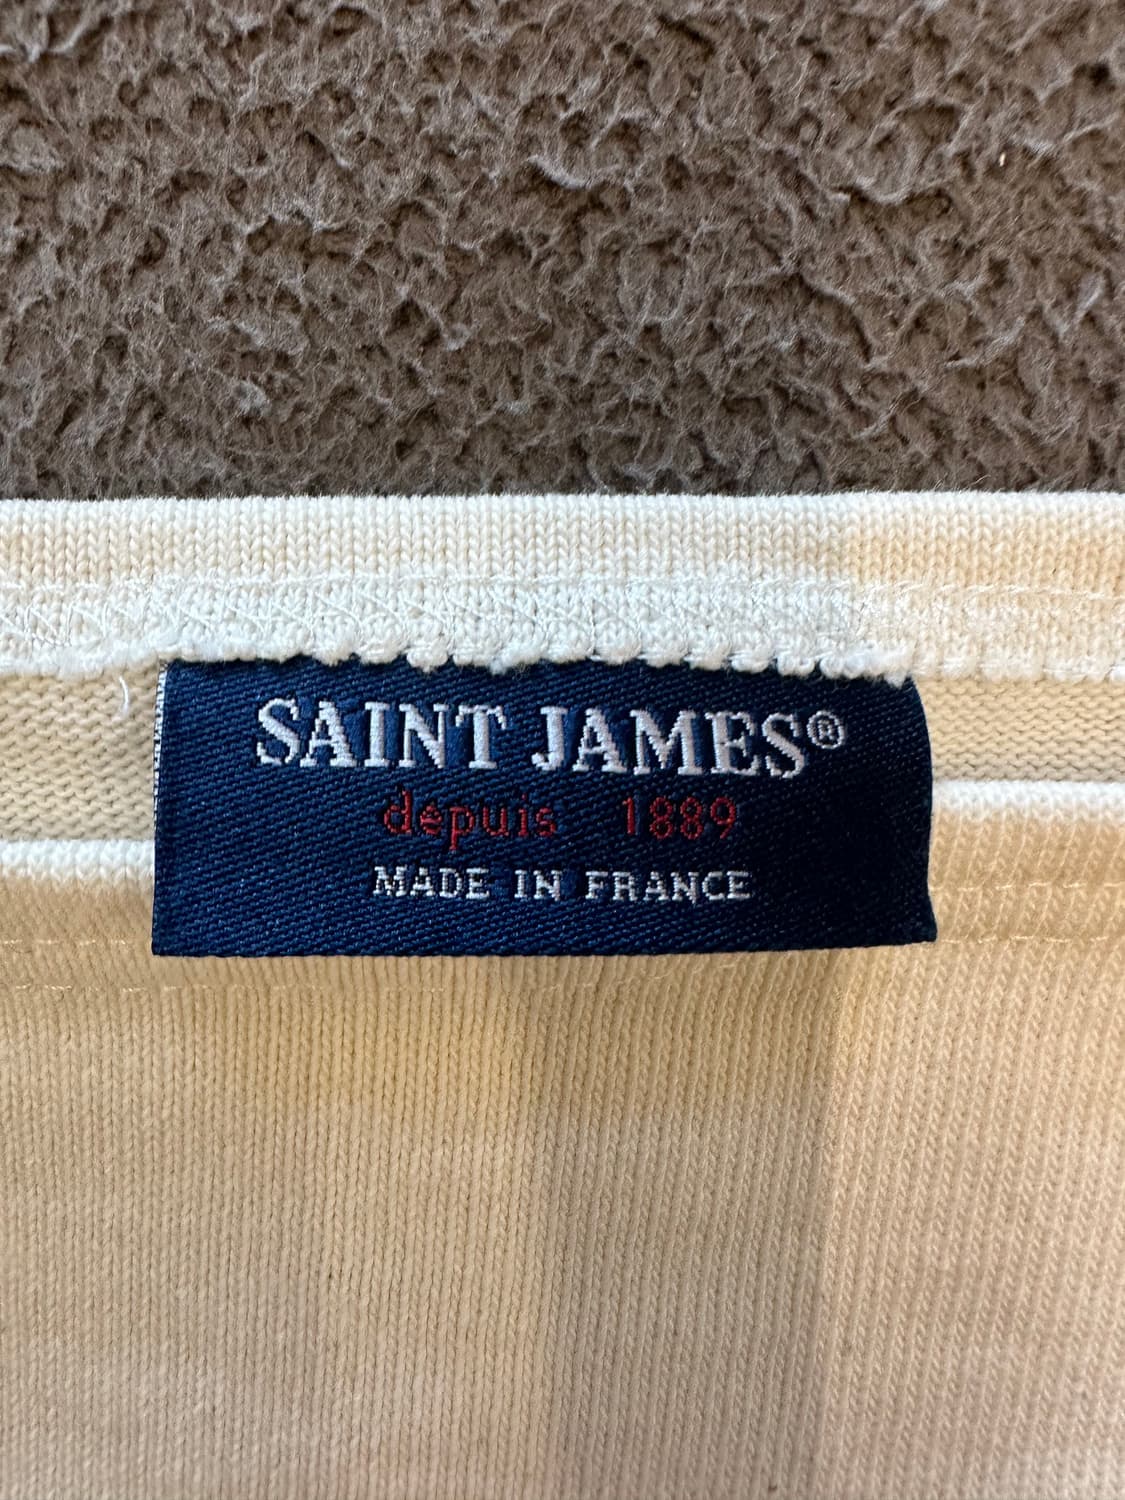 SAINT JAMES®
depuis 1889
MADE IN FRANCE